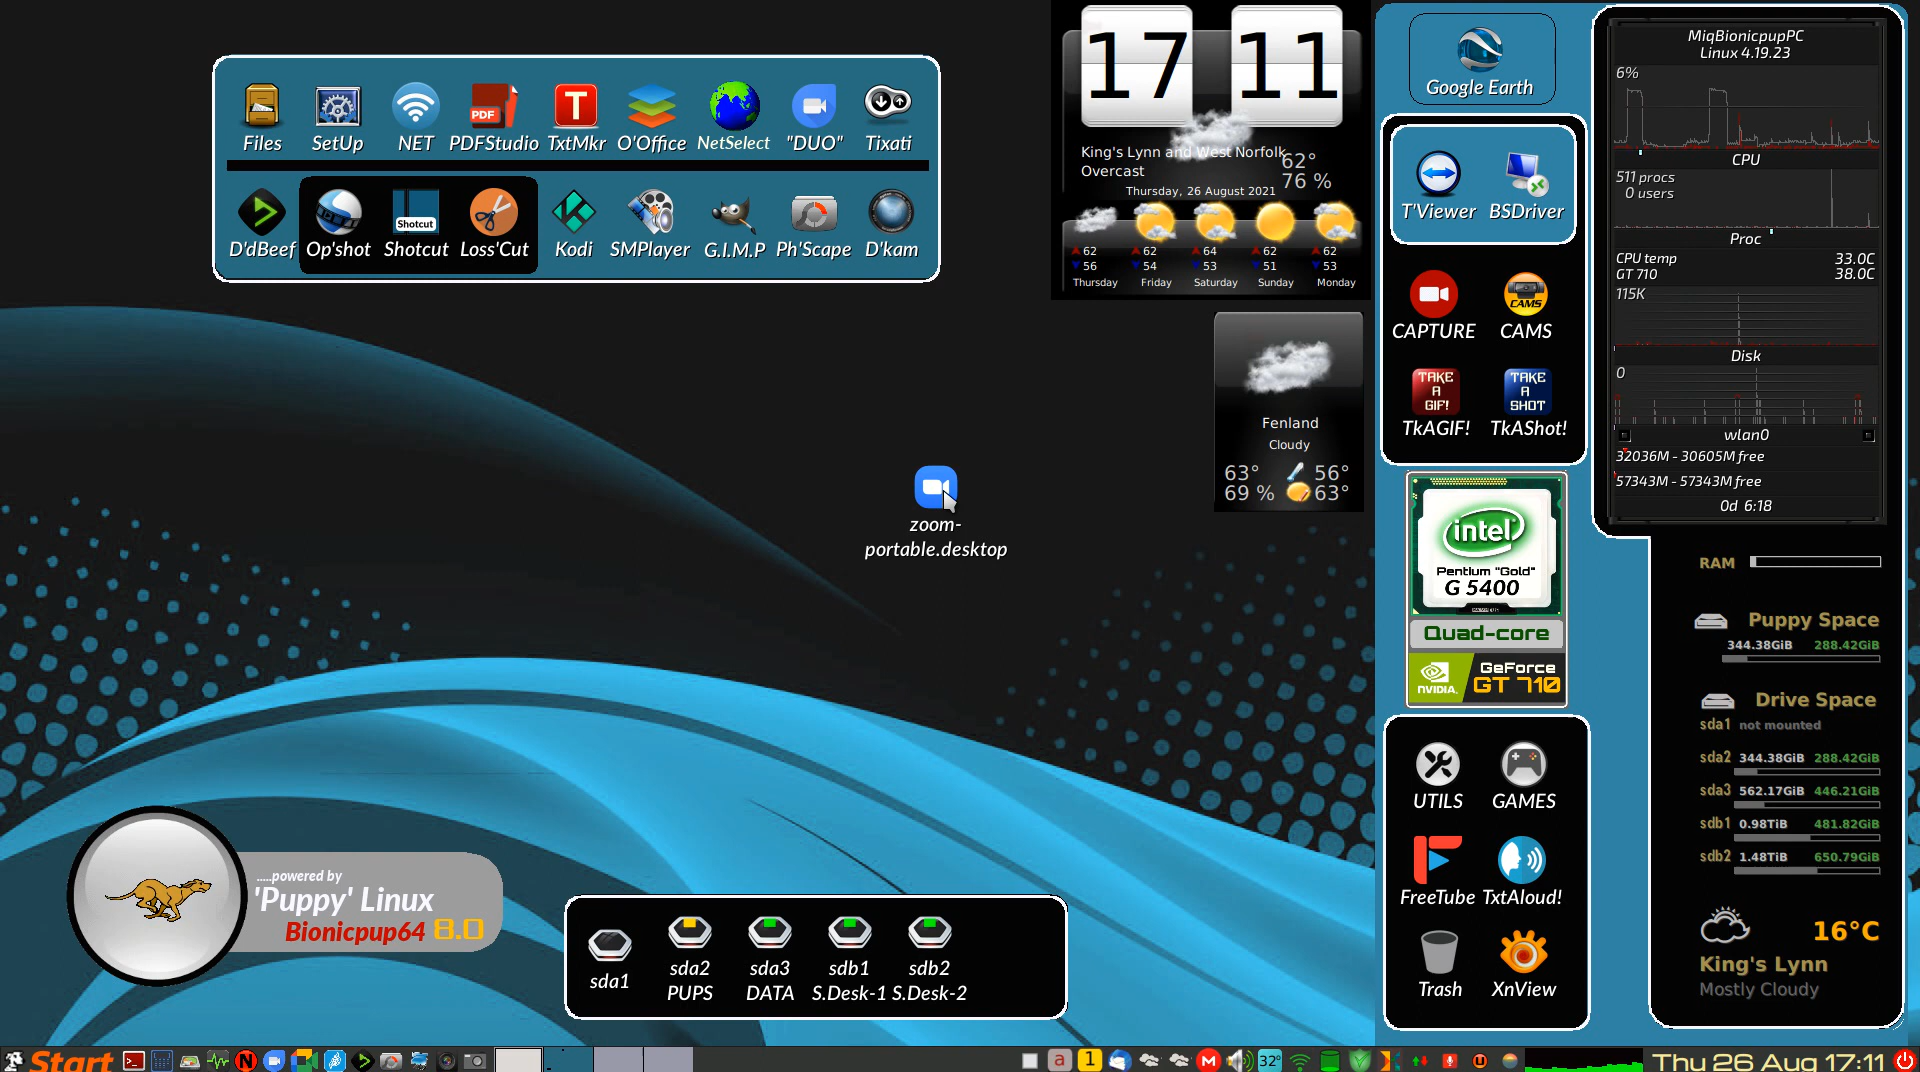 Files SetUp NET PDFStudio TxtMkr O'Office NetSelect "DUO" Tixati
PDF
T
D'dBeef Op'shot Shotcut Loss'Cut Kodi SMPlayer G.I.M.P Ph'Scape D'kam
Shotcut
17 11
King's Lynn and West Norfolk
Overcast
62°
76 %
Thursday, 26 August 2021
62 62 64 62 62
56 54 53 51 53
Thursday Friday Saturday Sunday Monday
Fenland
Cloudy
63° 56°
69 % 63°
zoom-
portable.desktop
Google Earth
T'Viewer BSDriver
CAMS
CAPTURE CAMS
TAKE A GIF!
TAKE A SHOT
TkAGIF! TkAShot!
intel
Pentium "Gold"
G 5400
Quad-core
NVIDIA.
GeForce
GT 710
UTILS GAMES
FreeTube TxtAloud!
Trash XnView
MiqBionicpupPC
Linux 4.19.23
6%
CPU
511 procs
0 users
Proc
CPU temp 33.0C
GT 710 38.0C
115K
Disk
0
wlan0
32036M - 30605M free
57343M - 57343M free
0d 6:18
RAM
Puppy Space
344.38GiB 288.42GiB
Drive Space
sda1 not mounted
sda2 344.38GiB 288.42GiB
sda3 562.17GiB 446.21GiB
sdb1 0.98TiB 481.82GiB
sdb2 1.48TiB 650.79GiB
16°C
King's Lynn
Mostly Cloudy
.....powered by
'Puppy' Linux
Bionicpup64 8.0
sda1
sda2 sda3 sdb1 sdb2
PUPS DATA S.Desk-1 S.Desk-2
Start
N
a 1 M 32° u
Thu 26 Aug 17:11